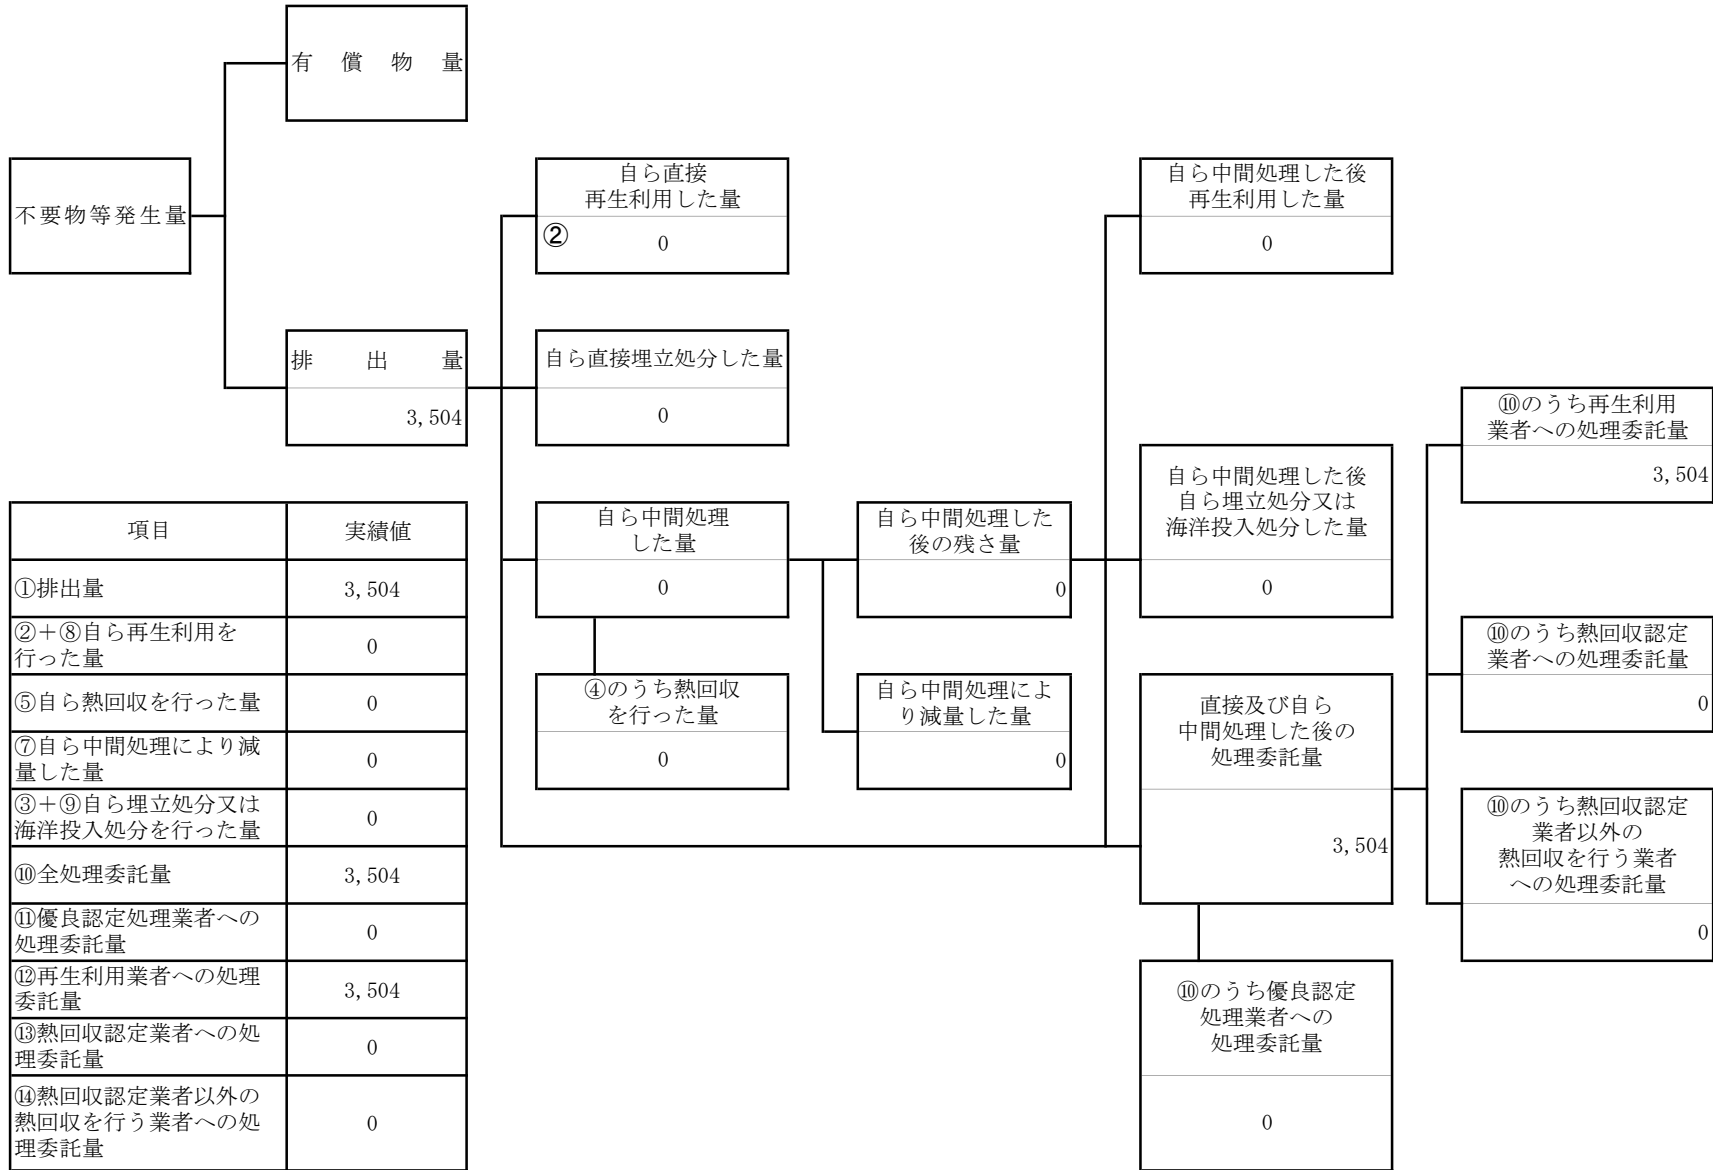 有償物量
不要物等発生量
自ら直接
再生利用した量
②
0
自ら中間処理した後
再生利用した量
0
排出量
3,504
自ら直接埋立処分した量
0
⑩のうち再生利用
業者への処理委託量
3,504
自ら中間処理
した量
0
自ら中間処理した
後の残さ量
0
自ら中間処理した後
自ら埋立処分又は
海洋投入処分した量
0
⑩のうち熱回収認定
業者への処理委託量
0
④のうち熱回収
を行った量
0
自ら中間処理によ
り減量した量
0
直接及び自ら
中間処理した後の
処理委託量
3,504
⑩のうち熱回収認定
業者以外の
熱回収を行う業者
への処理委託量
0
⑩のうち優良認定
処理業者への
処理委託量
0
項目 実績値
①排出量 3,504
②＋⑧自ら再生利用を
行った量 0
⑤自ら熱回収を行った量 0
⑦自ら中間処理により減
量した量 0
③＋⑨自ら埋立処分又は
海洋投入処分を行った量 0
⑩全処理委託量 3,504
⑪優良認定処理業者への
処理委託量 0
⑫再生利用業者への処理
委託量 3,504
⑬熱回収認定業者への処
理委託量 0
⑭熱回収認定業者以外の
熱回収を行う業者への処
理委託量 0